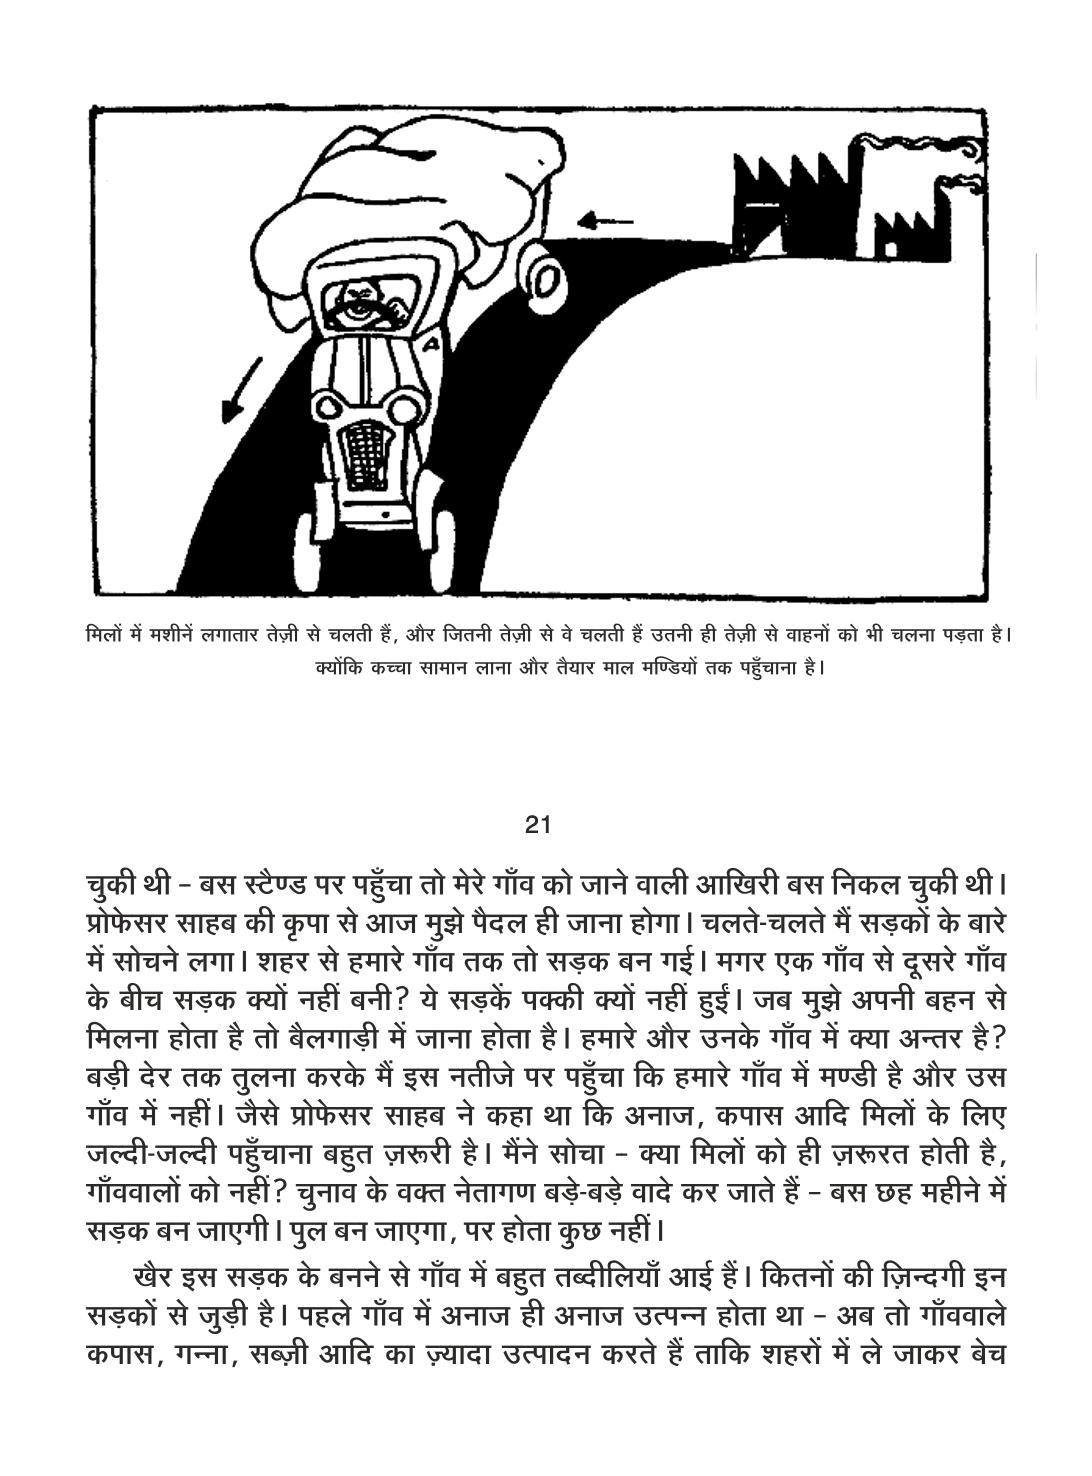 मिलों में मशीनें लगातार तेज़ी से चलती हैं, और जितनी तेज़ी से वे चलती हैं उतनी ही तेज़ी से वाहनों को भी चलना पड़ता है।
क्योंकि कच्चा सामान लाना और तैयार माल मण्डियों तक पहुँचाना है।
21
चुकी थी – बस स्टैण्ड पर पहुँचा तो मेरे गाँव को जाने वाली आखिरी बस निकल चुकी थी।
प्रोफेसर साहब की कृपा से आज मुझे पैदल ही जाना होगा। चलते-चलते मैं सड़कों के बारे
में सोचने लगा। शहर से हमारे गाँव तक तो सड़क बन गई। मगर एक गाँव से दूसरे गाँव
के बीच सड़क क्यों नहीं बनी? ये सड़कें पक्की क्यों नहीं हुईं। जब मुझे अपनी बहन से
मिलना होता है तो बैलगाड़ी में जाना होता है। हमारे और उनके गाँव में क्या अन्तर है?
बड़ी देर तक तुलना करके मैं इस नतीजे पर पहुँचा कि हमारे गाँव में मण्डी है और उस
गाँव में नहीं। जैसे प्रोफेसर साहब ने कहा था कि अनाज, कपास आदि मिलों के लिए
जल्दी-जल्दी पहुँचाना बहुत ज़रूरी है। मैंने सोचा – क्या मिलों को ही ज़रूरत होती है,
गाँववालों को नहीं? चुनाव के वक्त नेतागण बड़े-बड़े वादे कर जाते हैं – बस छह महीने में
सड़क बन जाएगी। पुल बन जाएगा, पर होता कुछ नहीं।
खैर इस सड़क के बनने से गाँव में बहुत तब्दीलियाँ आई हैं। कितनों की ज़िन्दगी इन
सड़कों से जुड़ी है। पहले गाँव में अनाज ही अनाज उत्पन्न होता था – अब तो गाँववाले
कपास, गन्ना, सब्ज़ी आदि का ज़्यादा उत्पादन करते हैं ताकि शहरों में ले जाकर बेच